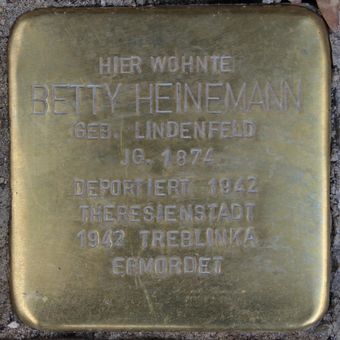 HIER WOHNTE
BETTY HEINEMANN
GEB. LINDENFELD
JG. 1874
DEPORTIERT 1942
THERESIENSTADT
1942 TREBLINKA
ERMORDET